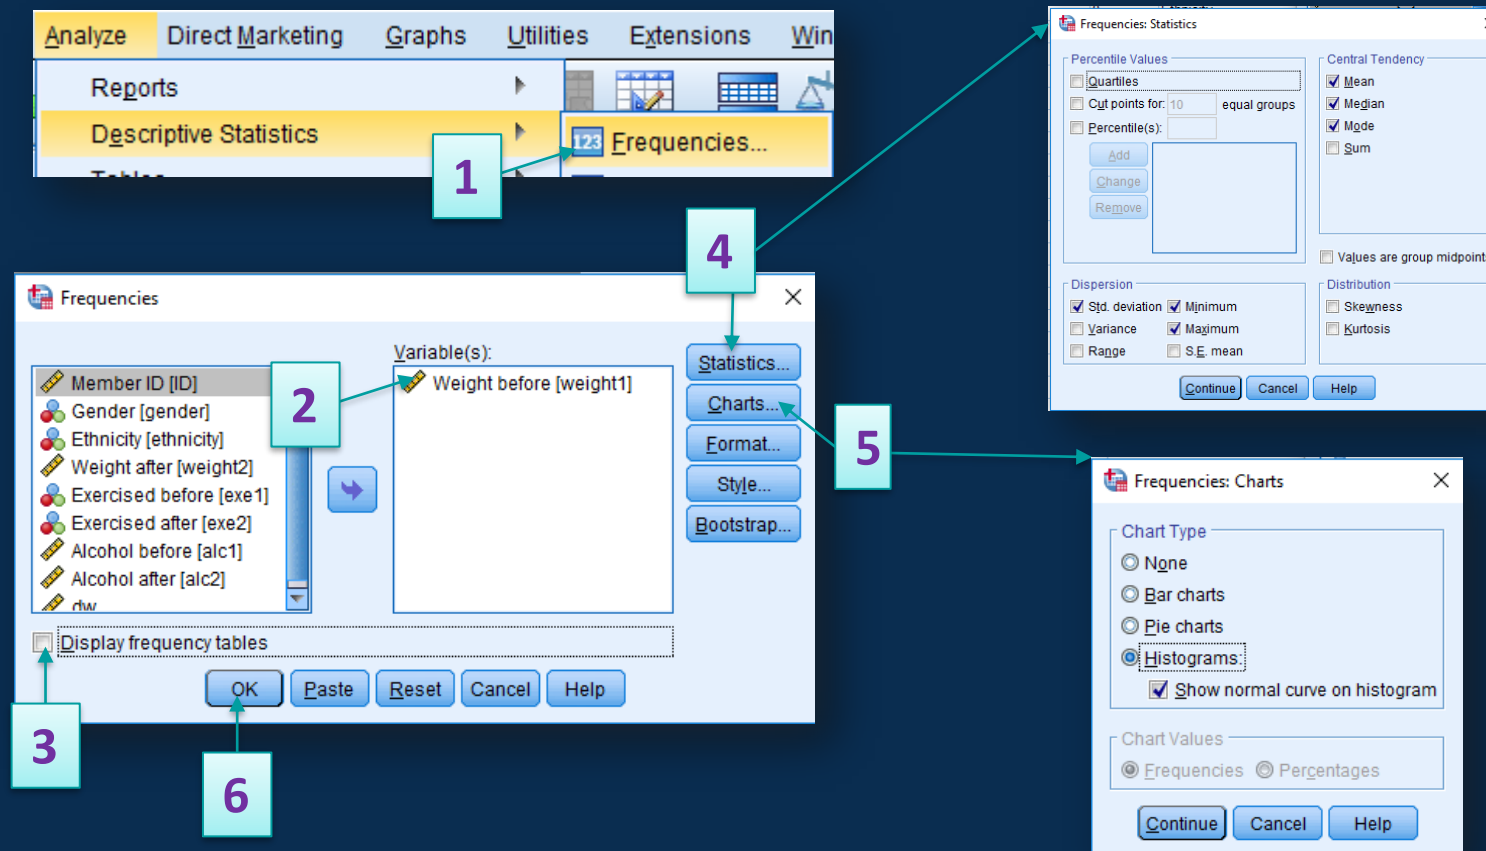 Analyze Direct Marketing Graphs Utilities Extensions Win
Reports
Descriptive Statistics
123 Frequencies...
Tables
1
Frequencies
Variable(s):
Member ID [ID]
Gender [gender]
Ethnicity [ethnicity]
Weight after [weight2]
Exercised before [exe1]
Exercised after [exe2]
Alcohol before [alc1]
Alcohol after [alc2]
dw
2
Weight before [weight1]
4
Statistics...
Charts...
Format...
Style...
Bootstrap...
5
Display frequency tables
OK Paste Reset Cancel Help
3
6
Frequencies: Statistics
Percentile Values
Quartiles
Cut points for: 10 equal groups
Percentile(s):
Add
Change
Remove
Central Tendency
Mean
Median
Mode
Sum
Values are group midpoints
Dispersion
Std. deviation Minimum
Variance Maximum
Range S.E. mean
Distribution
Skewness
Kurtosis
Continue Cancel Help
Frequencies: Charts
Chart Type
None
Bar charts
Pie charts
Histograms:
Show normal curve on histogram
Chart Values
Frequencies Percentages
Continue Cancel Help